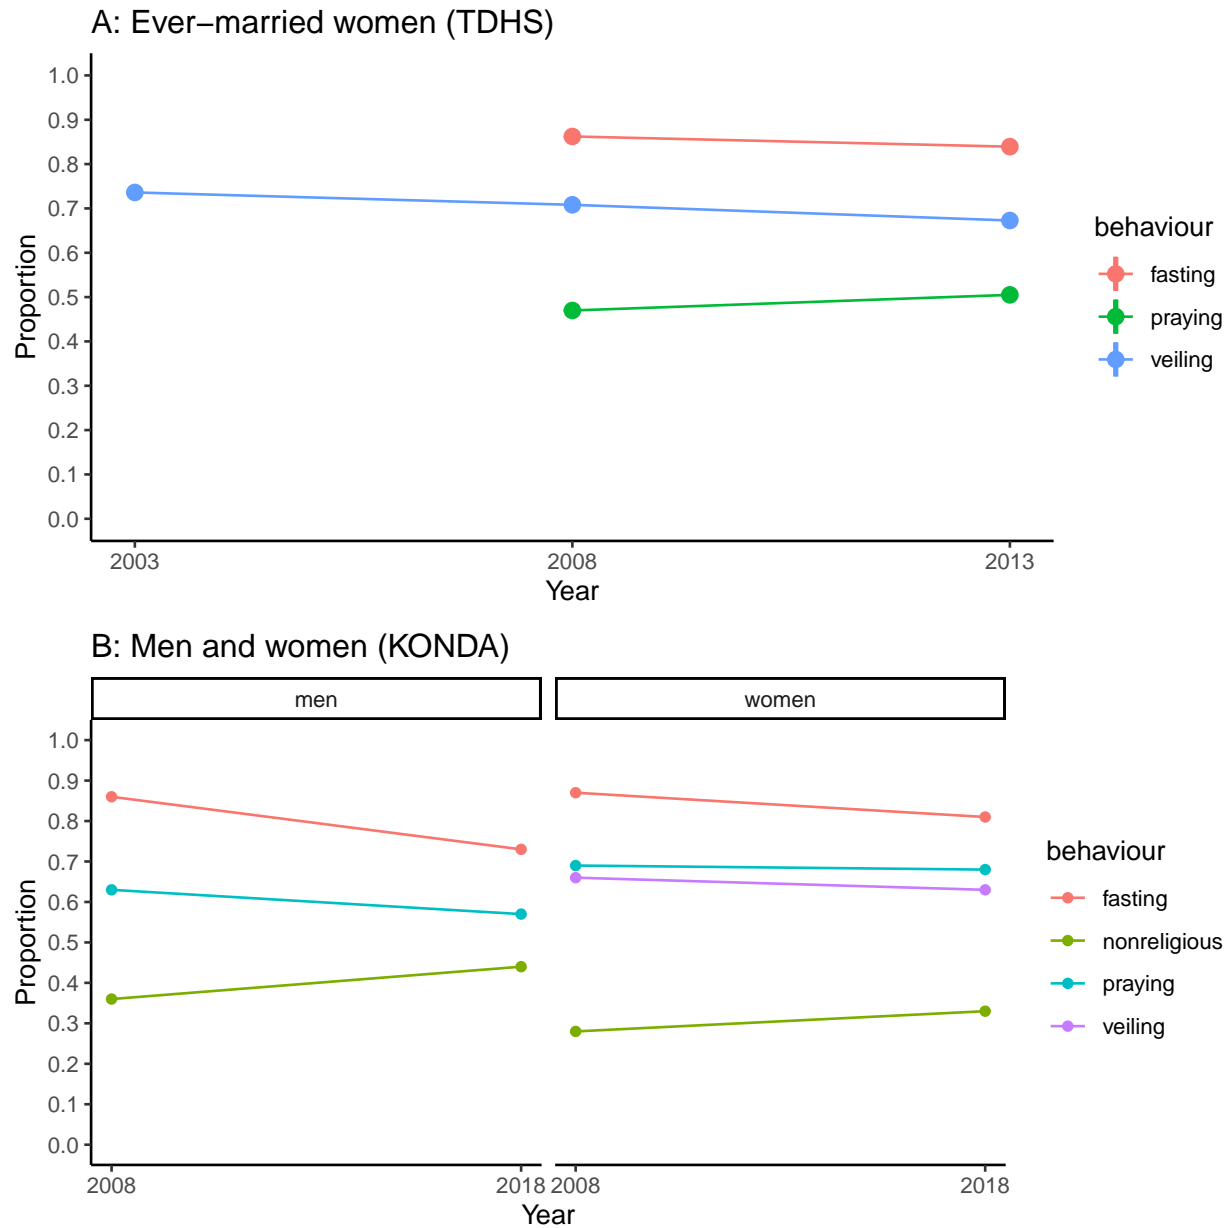 A: Ever−married women (TDHS)
1.0
0.9
0.8
0.7
0.6
0.5
0.4
0.3
0.2
0.1
0.0
Proportion
2003 2008 2013
Year
behaviour
fasting
praying
veiling
B: Men and women (KONDA)
men women
1.0
0.9
0.8
0.7
0.6
0.5
0.4
0.3
0.2
0.1
0.0
Proportion
2008 2018 2008 2018
Year
behaviour
fasting
nonreligious
praying
veiling